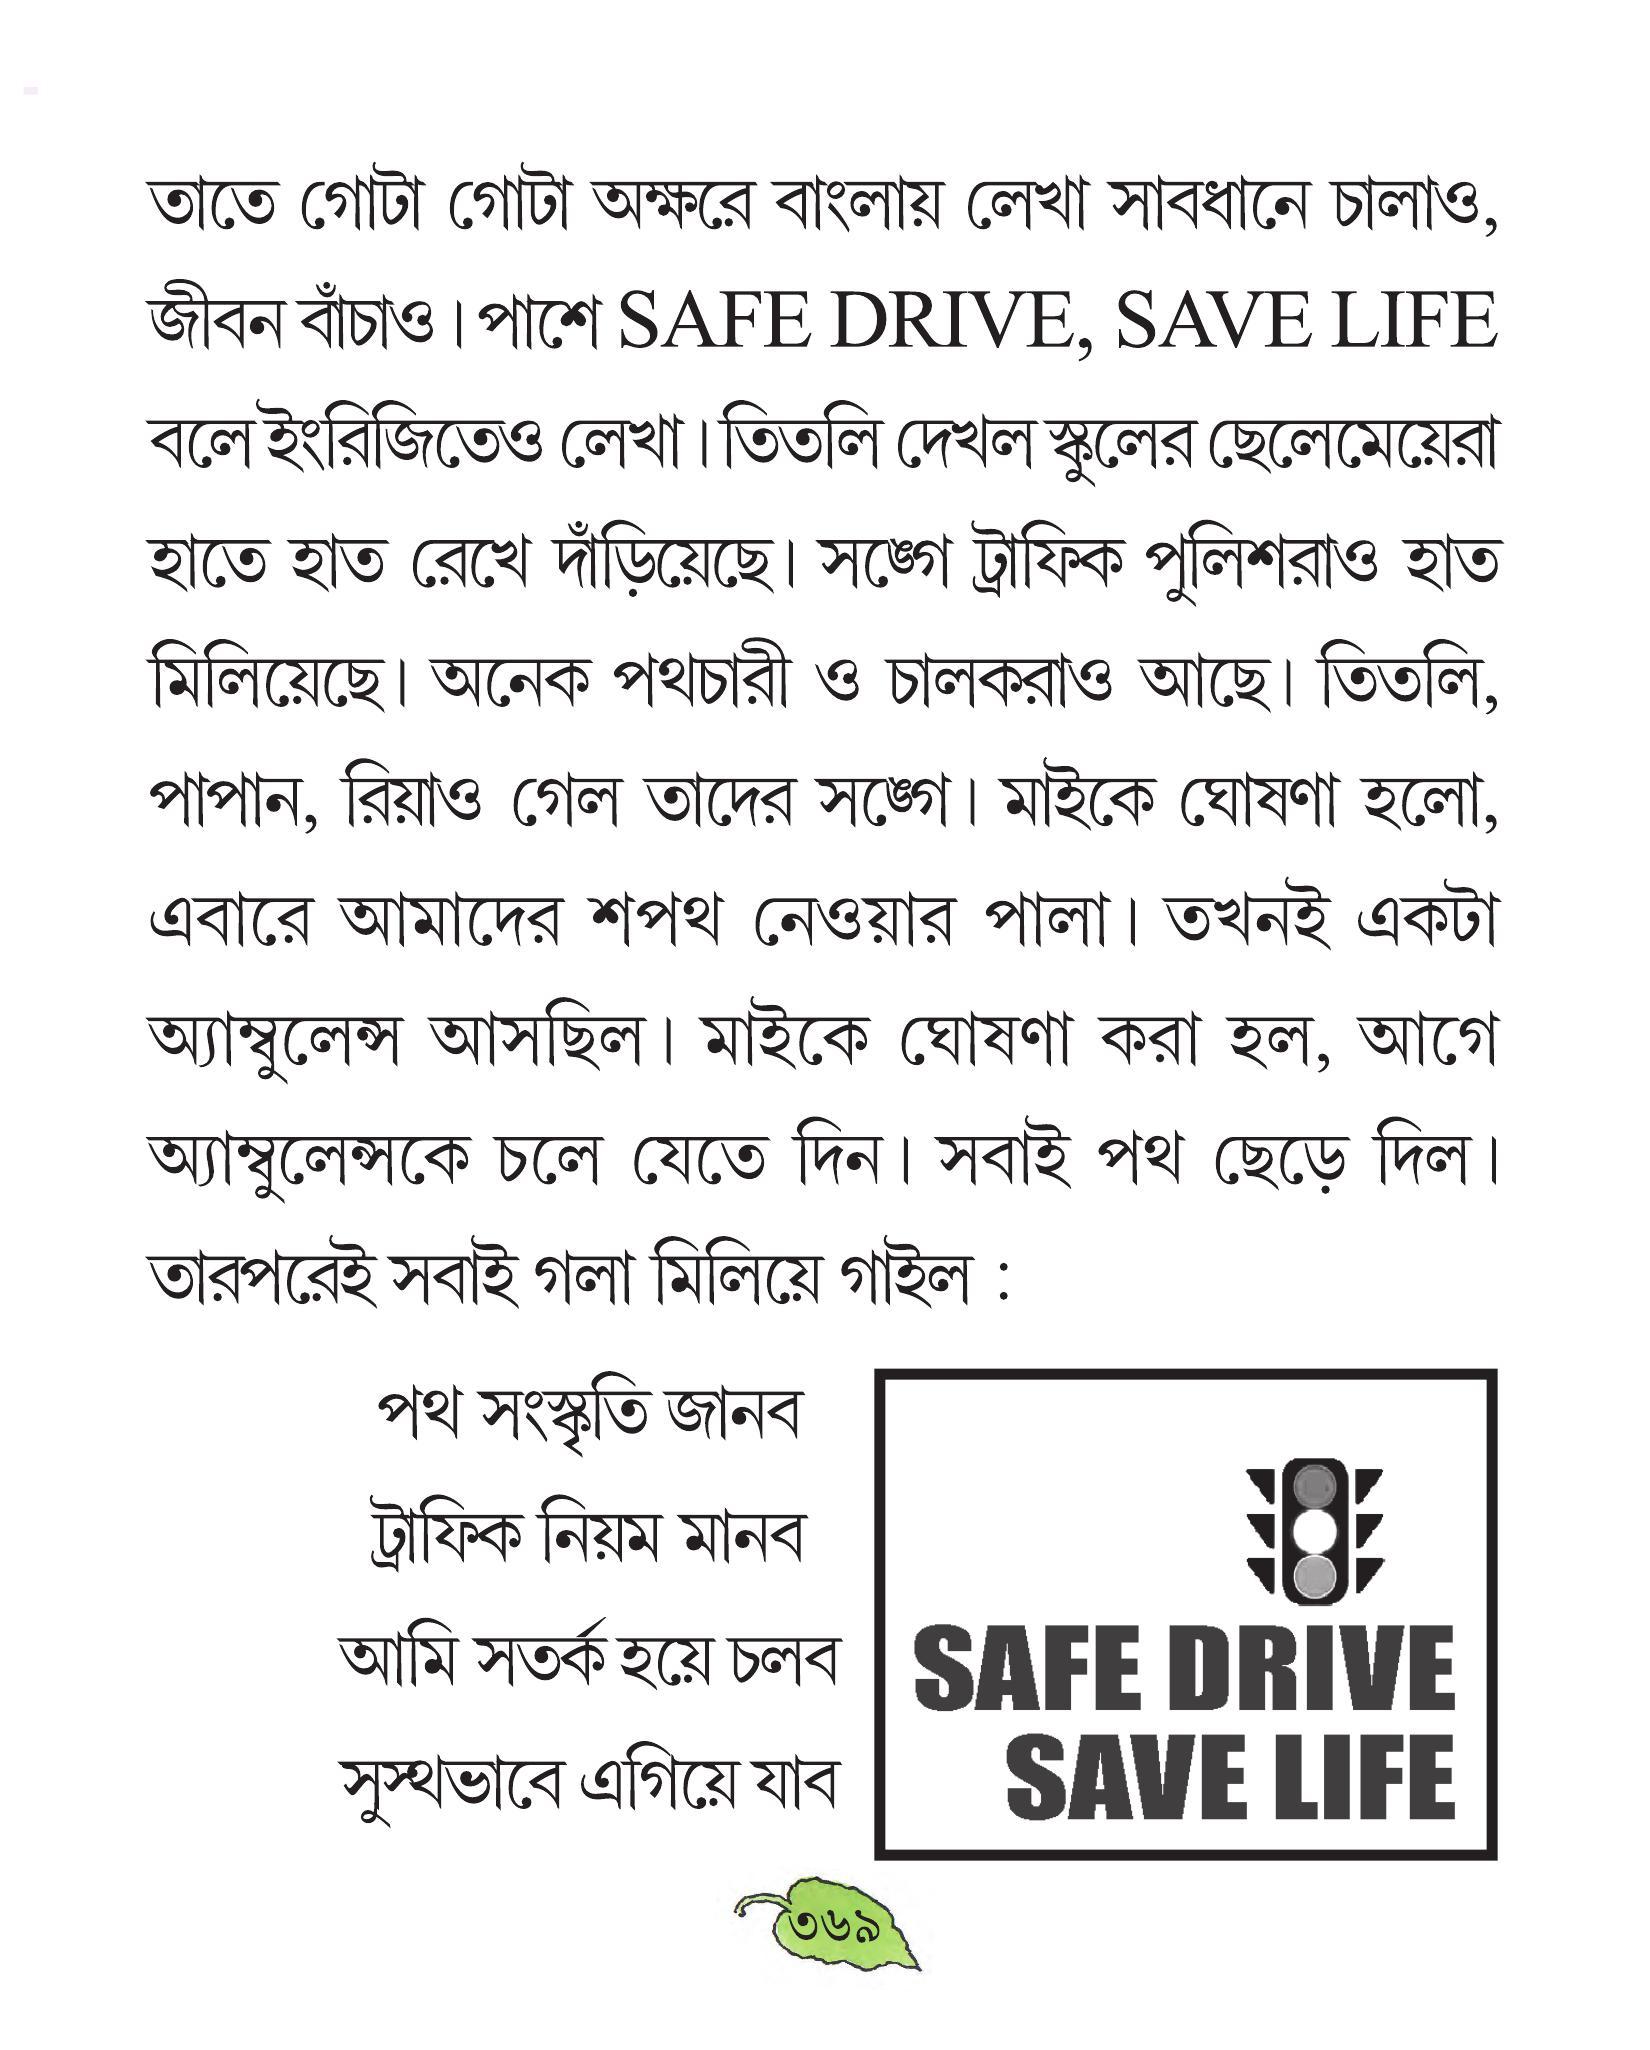 তাতে গোটা গোটা অক্ষরে বাংলায় লেখা সাবধানে চালাও,
জীবন বাঁচাও। পাশে SAFE DRIVE, SAVE LIFE
বলে ইংরিজিতেও লেখা। তিতলি দেখল স্কুলের ছেলেমেয়েরা
হাতে হাত রেখে দাঁড়িয়েছে। সঙ্গে ট্রাফিক পুলিশরাও হাত
মিলিয়েছে। অনেক পথচারী ও চালকরাও আছে। তিতলি,
পাপান, রিয়াও গেল তাদের সঙ্গে। মাইকে ঘোষণা হলো,
এবারে আমাদের শপথ নেওয়ার পালা। তখনই একটা
অ্যাম্বুলেন্স আসছিল। মাইকে ঘোষণা করা হল, আগে
অ্যাম্বুলেন্সকে চলে যেতে দিন। সবাই পথ ছেড়ে দিল।
তারপরেই সবাই গলা মিলিয়ে গাইল :
পথ সংস্কৃতি জানব
ট্রাফিক নিয়ম মানব
আমি সতর্ক হয়ে চলব
সুস্থভাবে এগিয়ে যাব
SAFE DRIVE
SAVE LIFE
৩৬৯